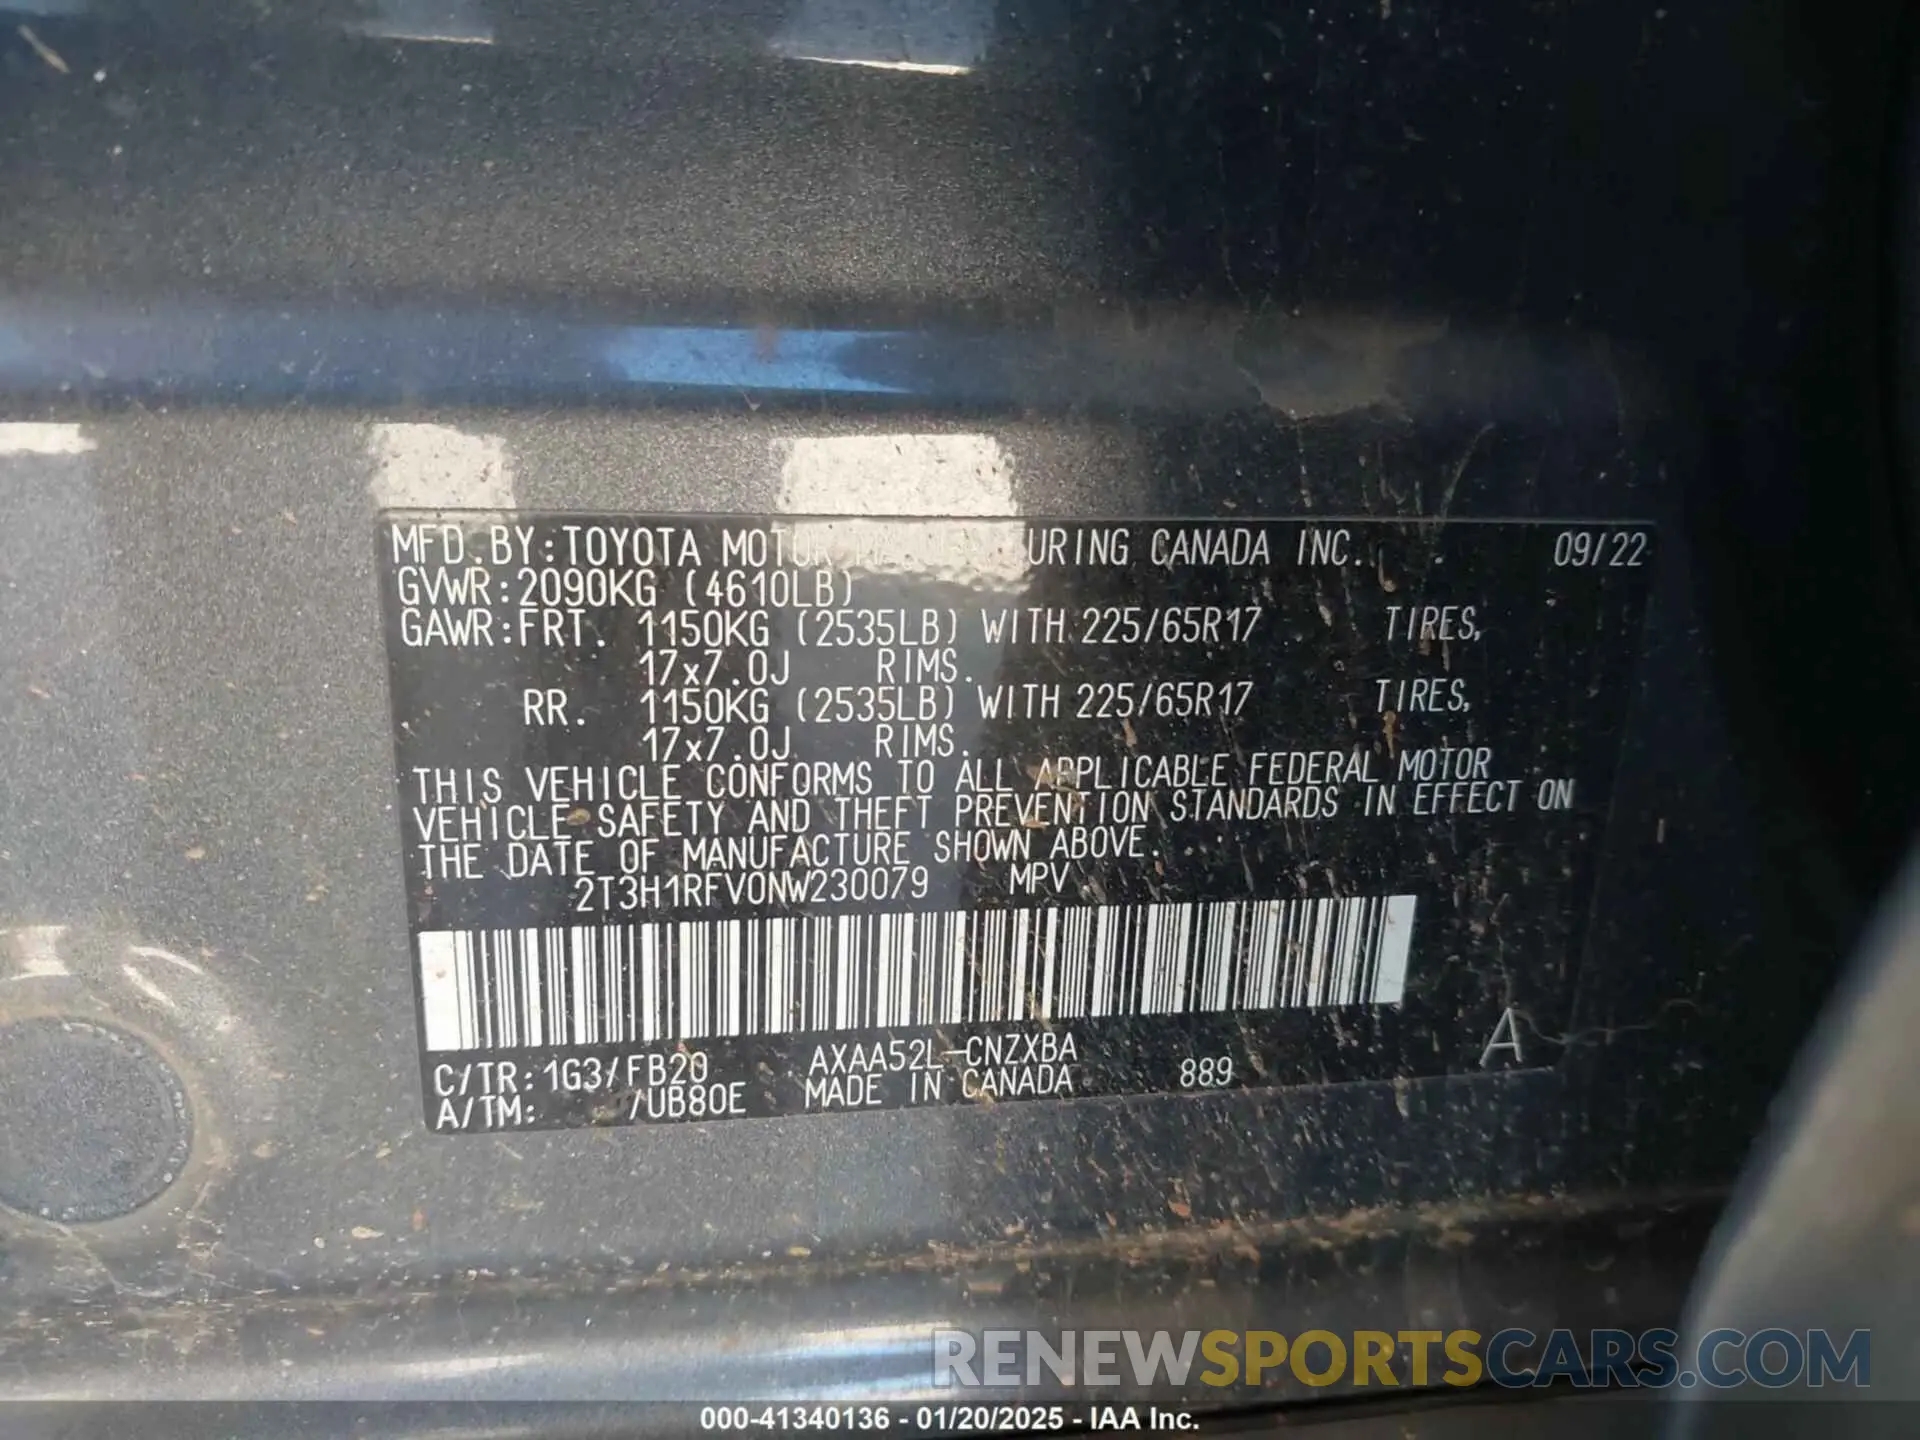 MFD.BY:TOYOTA MOTOR MANUFACTURING CANADA INC. 09/22
GVWR:2090KG (4610LB)
GAWR:FRT. 1150KG (2535LB) WITH 225/65R17 TIRES,
17x7.0J RIMS.
RR. 1150KG (2535LB) WITH 225/65R17 TIRES,
17x7.0J RIMS.
THIS VEHICLE CONFORMS TO ALL APPLICABLE FEDERAL MOTOR
VEHICLE SAFETY AND THEFT PREVENTION STANDARDS IN EFFECT ON
THE DATE OF MANUFACTURE SHOWN ABOVE.
2T3H1RFV0NW230079 MPV
C/TR:1G3/FB20 AXAA52L-CNZXBA 889 A
A/TM: /UB80E MADE IN CANADA
RENEWSPORTSCARS.COM
000-41340136 - 01/20/2025 - IAA Inc.